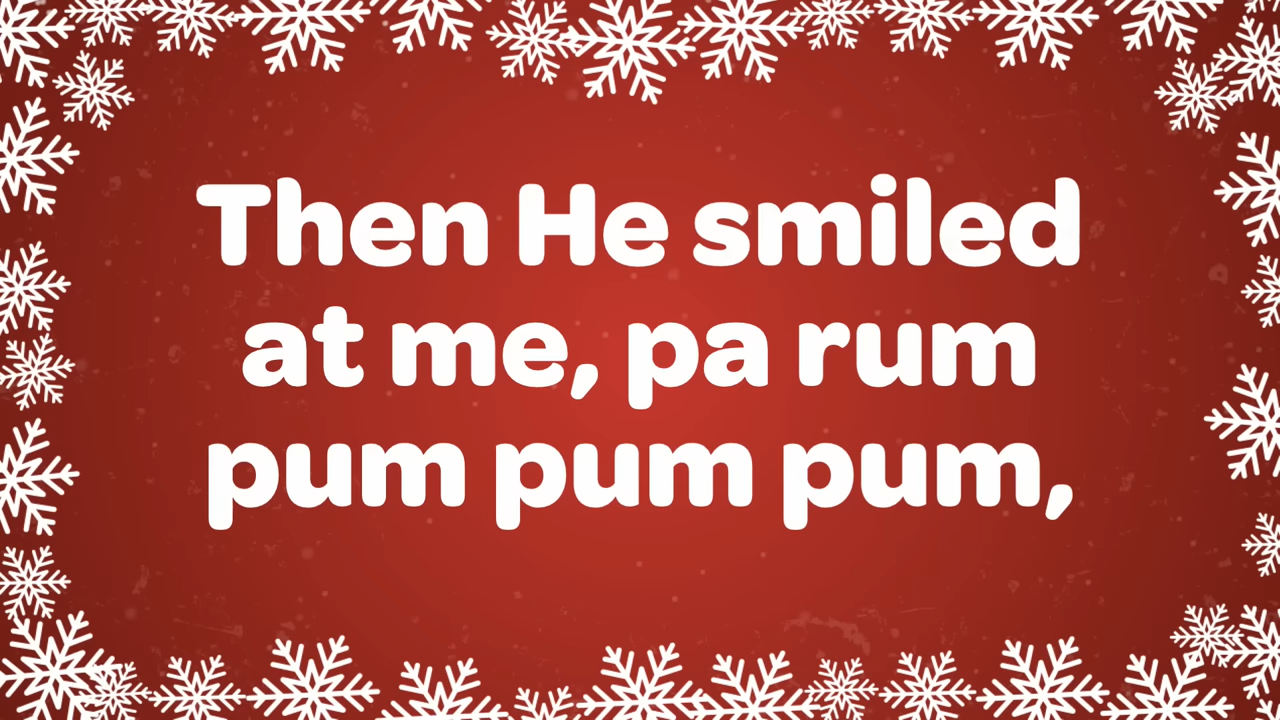 Then He smiled
at me, pa rum
pum pum pum,